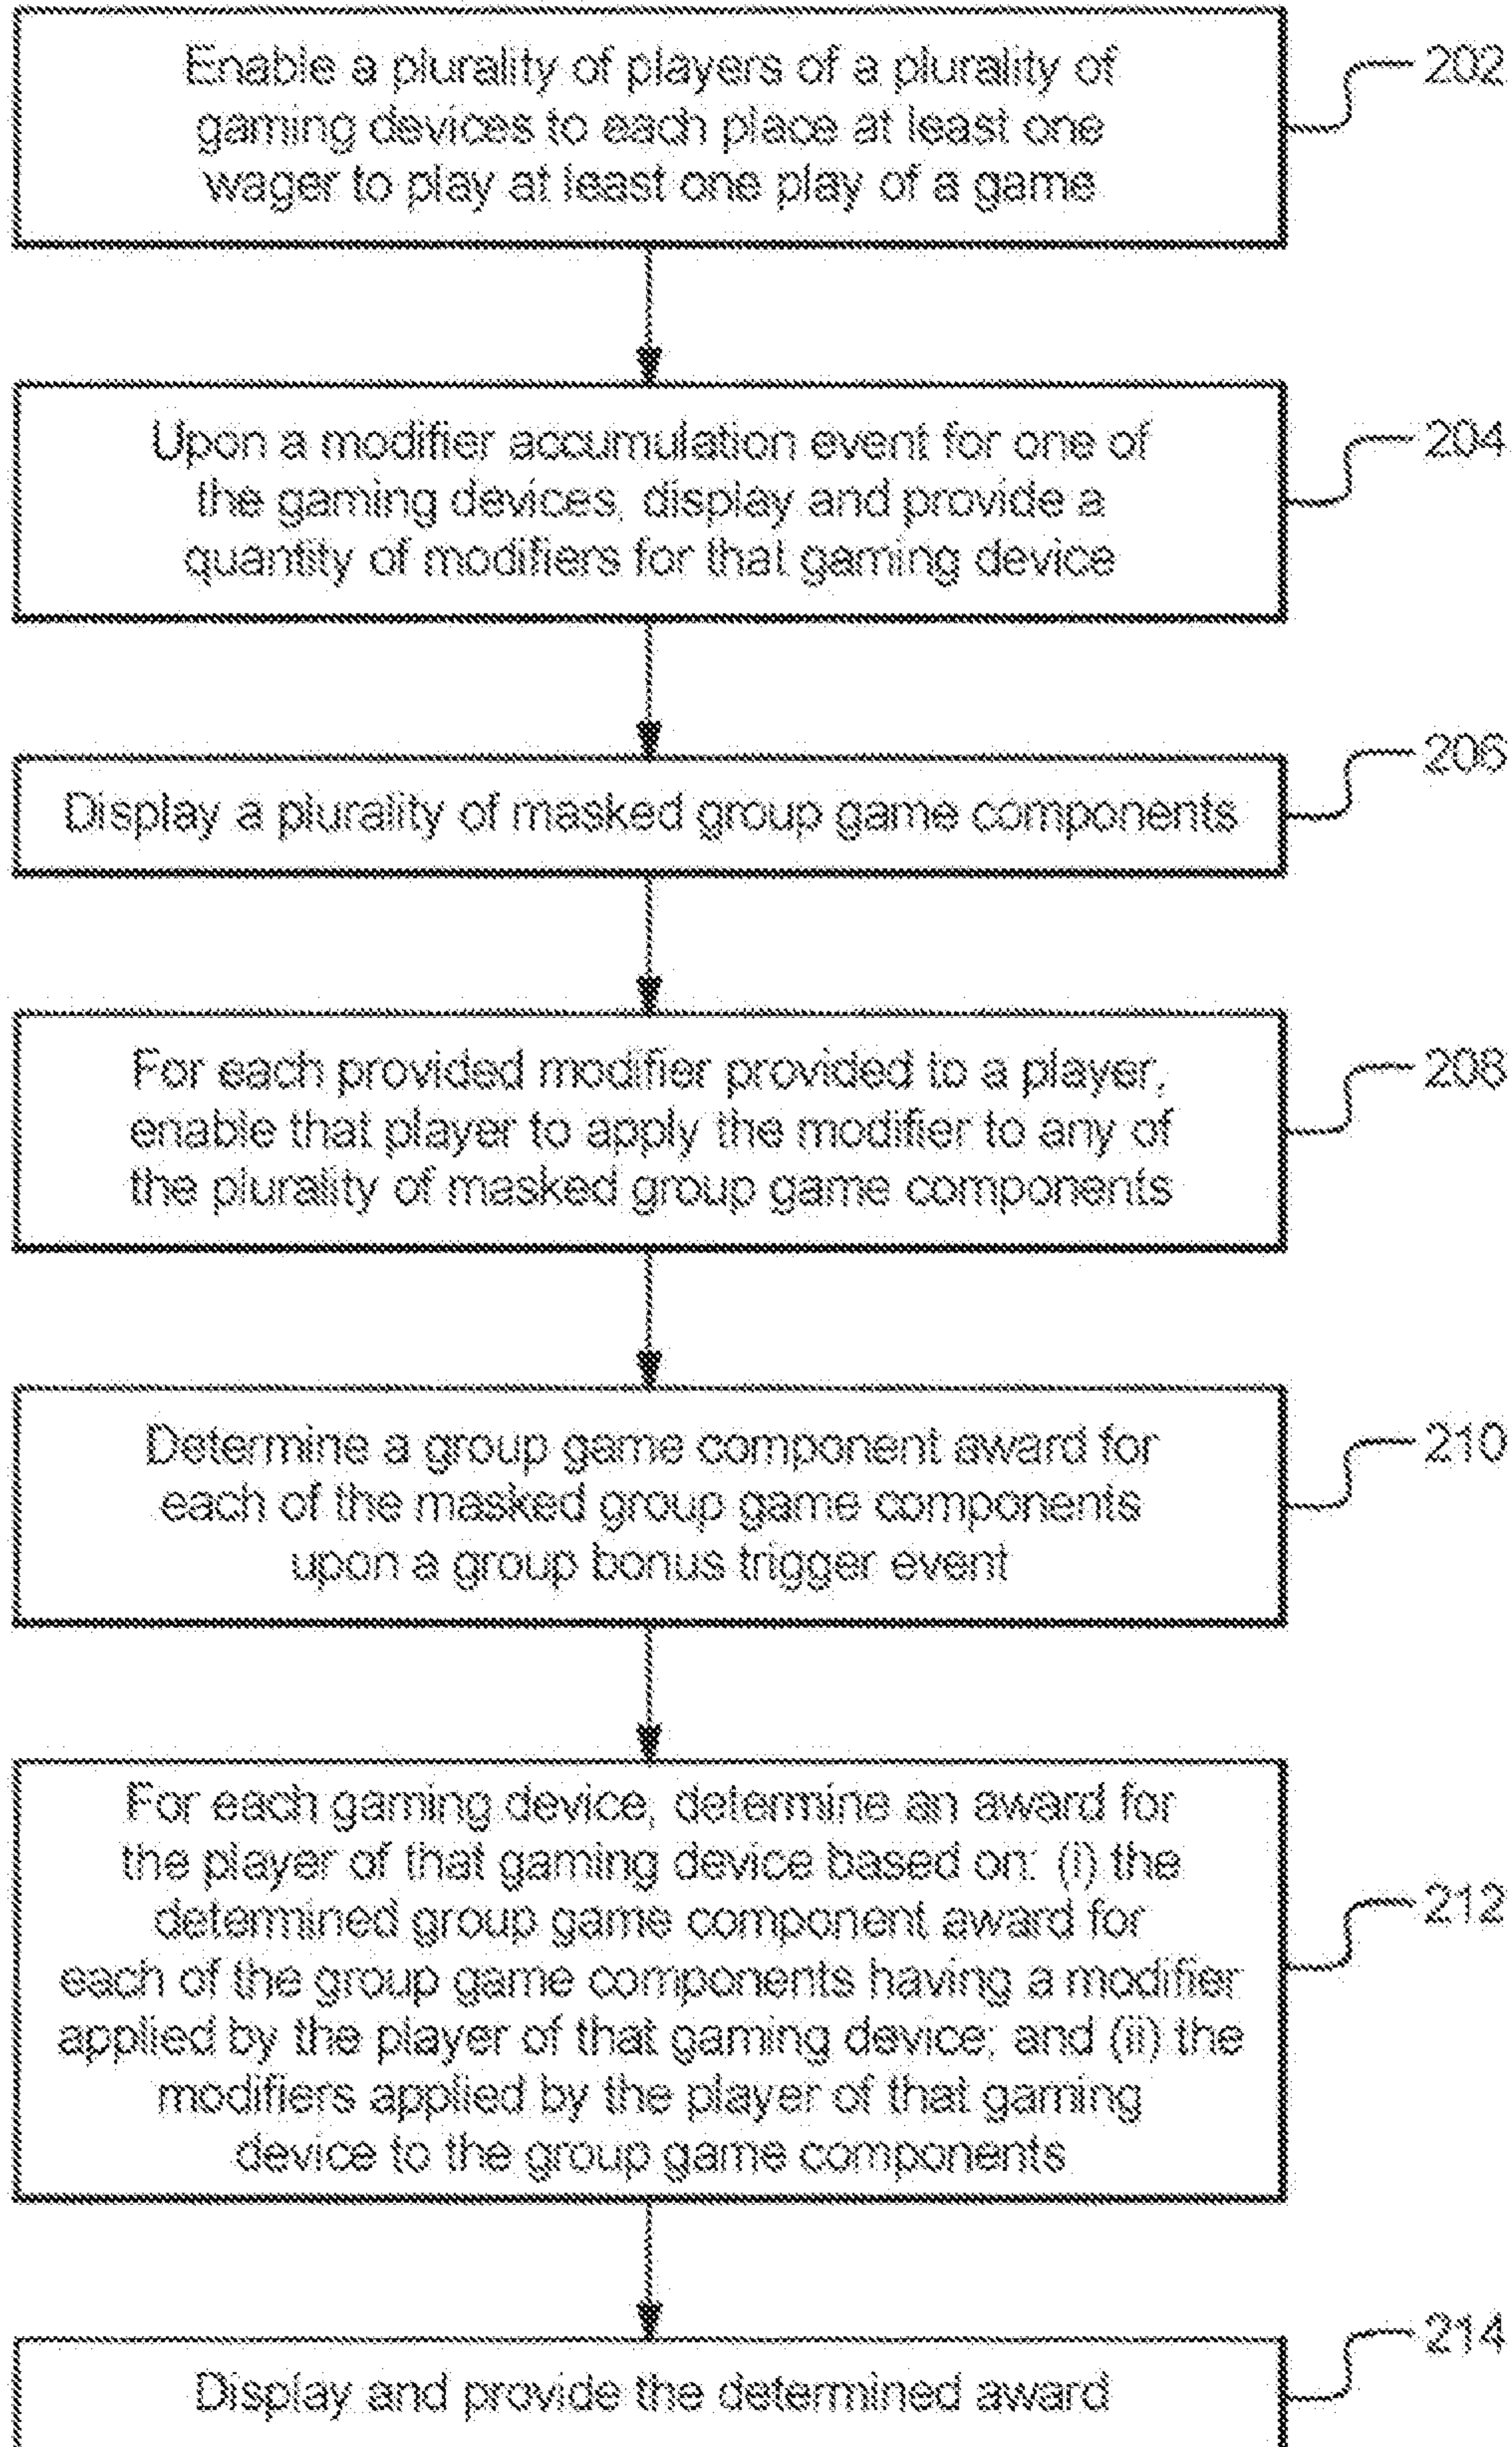 Enable a plurality of players of a plurality of
gaming devices to each place at least one
wager to play at least one play of a game
202
Upon a modifier accumulation event for one of
the gaming devices, display and provide a
quantity of modifiers for that gaming device
204
Display a plurality of masked group game components
206
For each provided modifier provided to a player,
enable that player to apply the modifier to any of
the plurality of masked group game components
208
Determine a group game component award for
each of the masked group game components
upon a group bonus trigger event
210
For each gaming device, determine an award for
the player of that gaming device based on: (i) the
determined group game component award for
each of the group game components having a modifier
applied by the player of that gaming device; and (ii) the
modifiers applied by the player of that gaming
device to the group game components
212
Display and provide the determined award
214